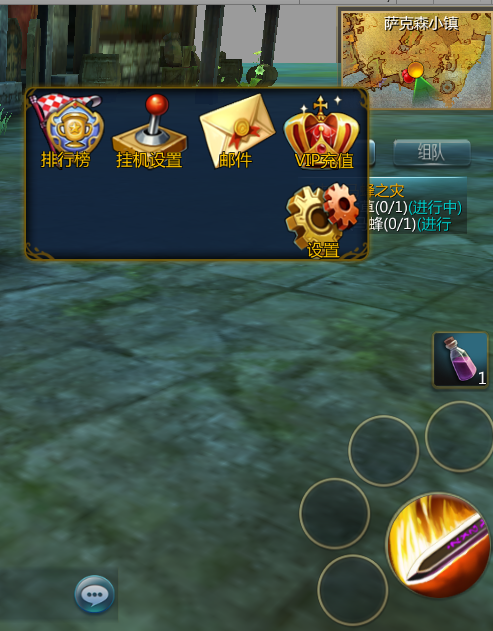 萨克森小镇
排行榜
挂机设置
邮件
VIP充值
组队
设置
之灾
(0/1)(进行中)
蜂(0/1)(进行
1